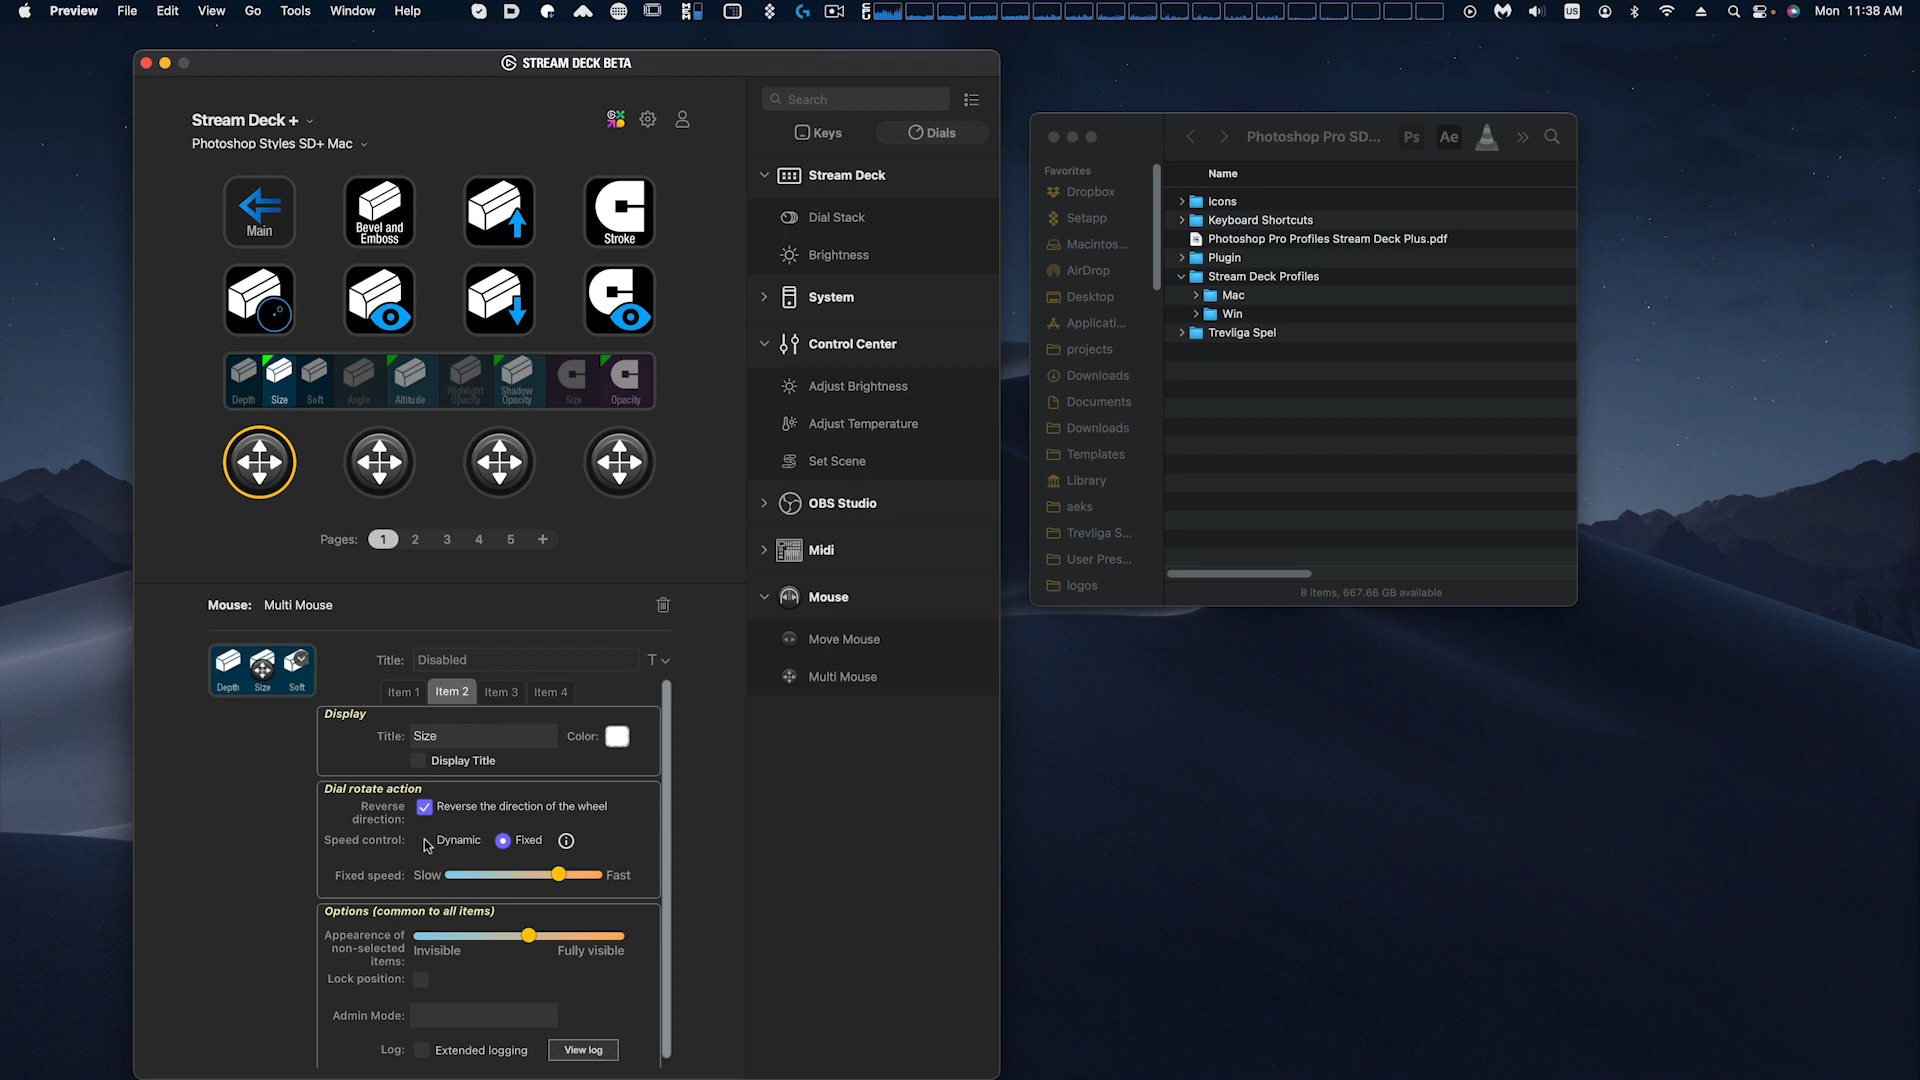 Preview File Edit View Go Tools Window Help US Mon 11:38 AM
STREAM DECK BETA
Stream Deck +
Photoshop Styles SD+ Mac
Main
Bevel and
Emboss
Stroke
Depth Size Soft Angle Altitude Highlight
Opacity Shadow
Opacity Size Opacity
Pages: 1 2 3 4 5 +
Mouse: Multi Mouse
Depth Size Soft
Title: Disabled T
Item 1 Item 2 Item 3 Item 4
Display
Title: Size Color:
Display Title
Dial rotate action
Reverse
direction: Reverse the direction of the wheel
Speed control: Dynamic Fixed
Fixed speed: Slow Fast
Options (common to all items)
Appearence of
non-selected
items: Invisible Fully visible
Lock position:
Admin Mode:
Log: Extended logging View log
Search
Keys Dials
Stream Deck
Dial Stack
Brightness
System
Control Center
Adjust Brightness
Adjust Temperature
Set Scene
OBS Studio
Midi
Mouse
Move Mouse
Multi Mouse
Photoshop Pro SD... Ps Ae
Favorites
Dropbox
Setapp
Macintos...
AirDrop
Desktop
Applicati...
projects
Downloads
Documents
Downloads
Templates
Library
aeks
Trevliga S...
User Pres...
logos
Name
Icons
Keyboard Shortcuts
Photoshop Pro Profiles Stream Deck Plus.pdf
Plugin
Stream Deck Profiles
Mac
Win
Trevliga Spel
8 items, 667.66 GB available